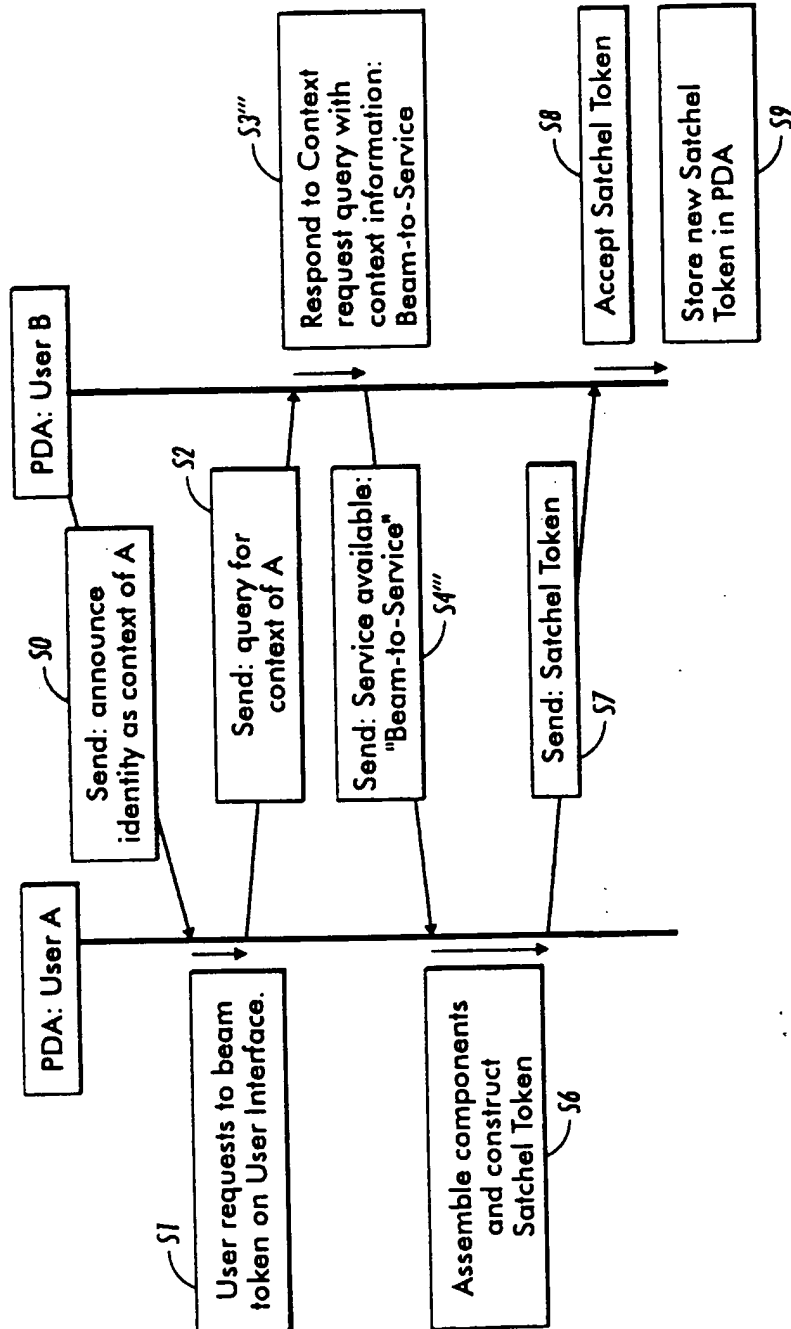 PDA: User A
PDA: User B
S0
Send: announce
identity as context of A
S1
User requests to beam
token on User Interface.
S2
Send: query for
context of A
S3'''
Respond to Context
request query with
context information:
Beam-to-Service
Send: Service available:
"Beam-to-Service"
S4'''
Assemble components
and construct
Satchel Token
S6
Send: Satchel Token
S7
S8
Accept Satchel Token
Store new Satchel
Token in PDA
S9